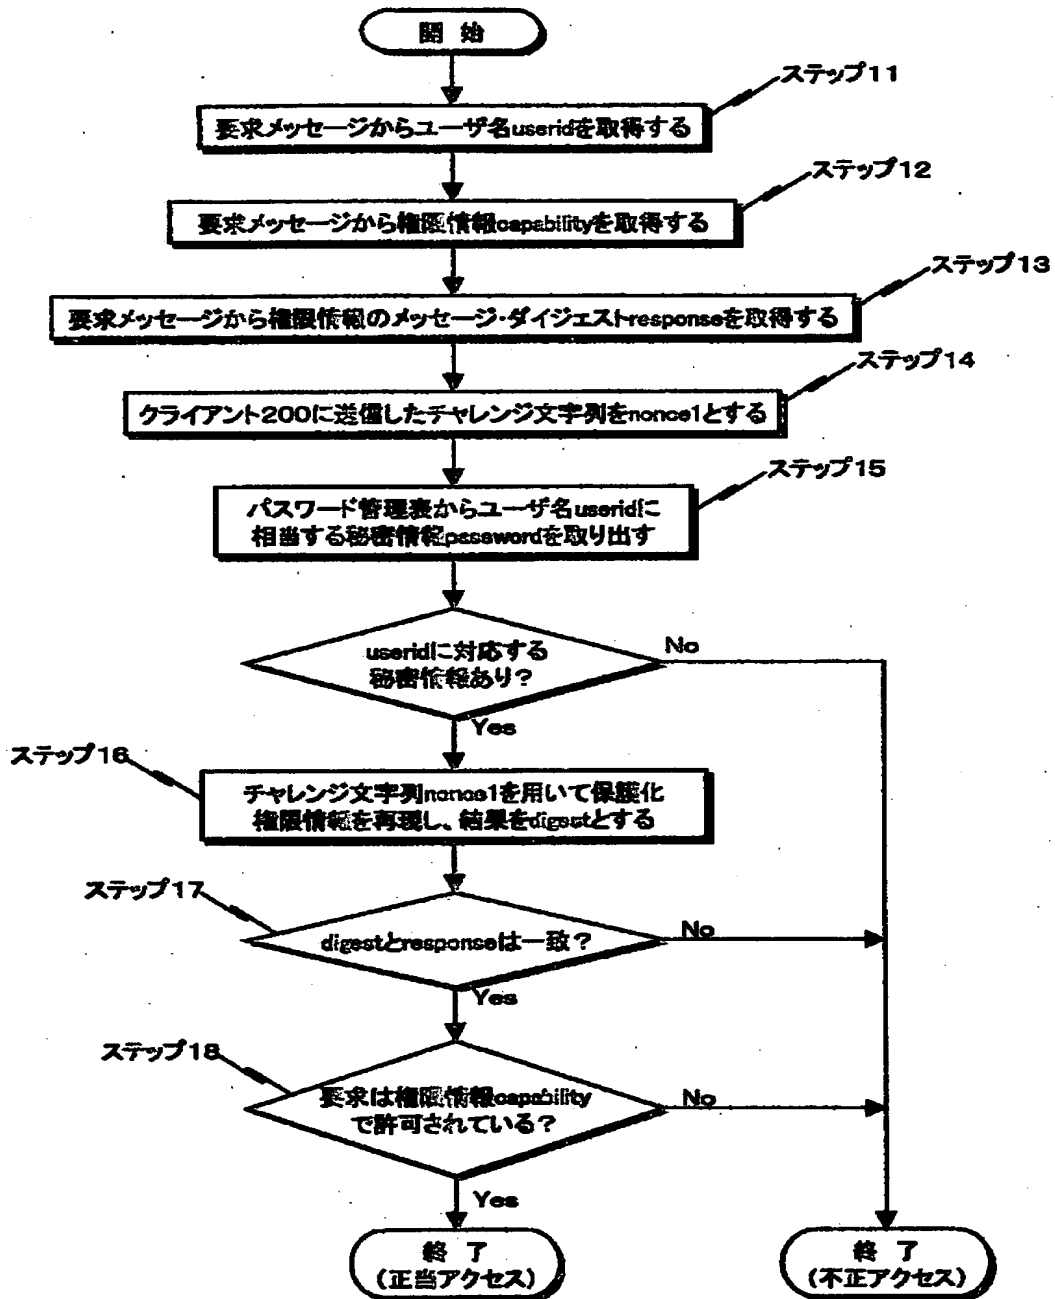 開 始
ステップ11
要求メッセージからユーザ名useridを取得する
ステップ12
要求メッセージから権限情報capabilityを取得する
ステップ13
要求メッセージから権限情報のメッセージ・ダイジェストresponseを取得する
ステップ14
クライアント200に送信したチャレンジ文字列をnonce1とする
ステップ15
パスワード管理表からユーザ名useridに
相当する秘密情報passwordを取り出す
useridに対応する
秘密情報あり？
No
Yes
ステップ16
チャレンジ文字列nonce1を用いて保護化
権限情報を再現し、結果をdigestとする
ステップ17
digestとresponseは一致？
No
Yes
ステップ18
要求は権限情報capability
で許可されている？
No
Yes
終 了
(正当アクセス)
終 了
(不正アクセス)